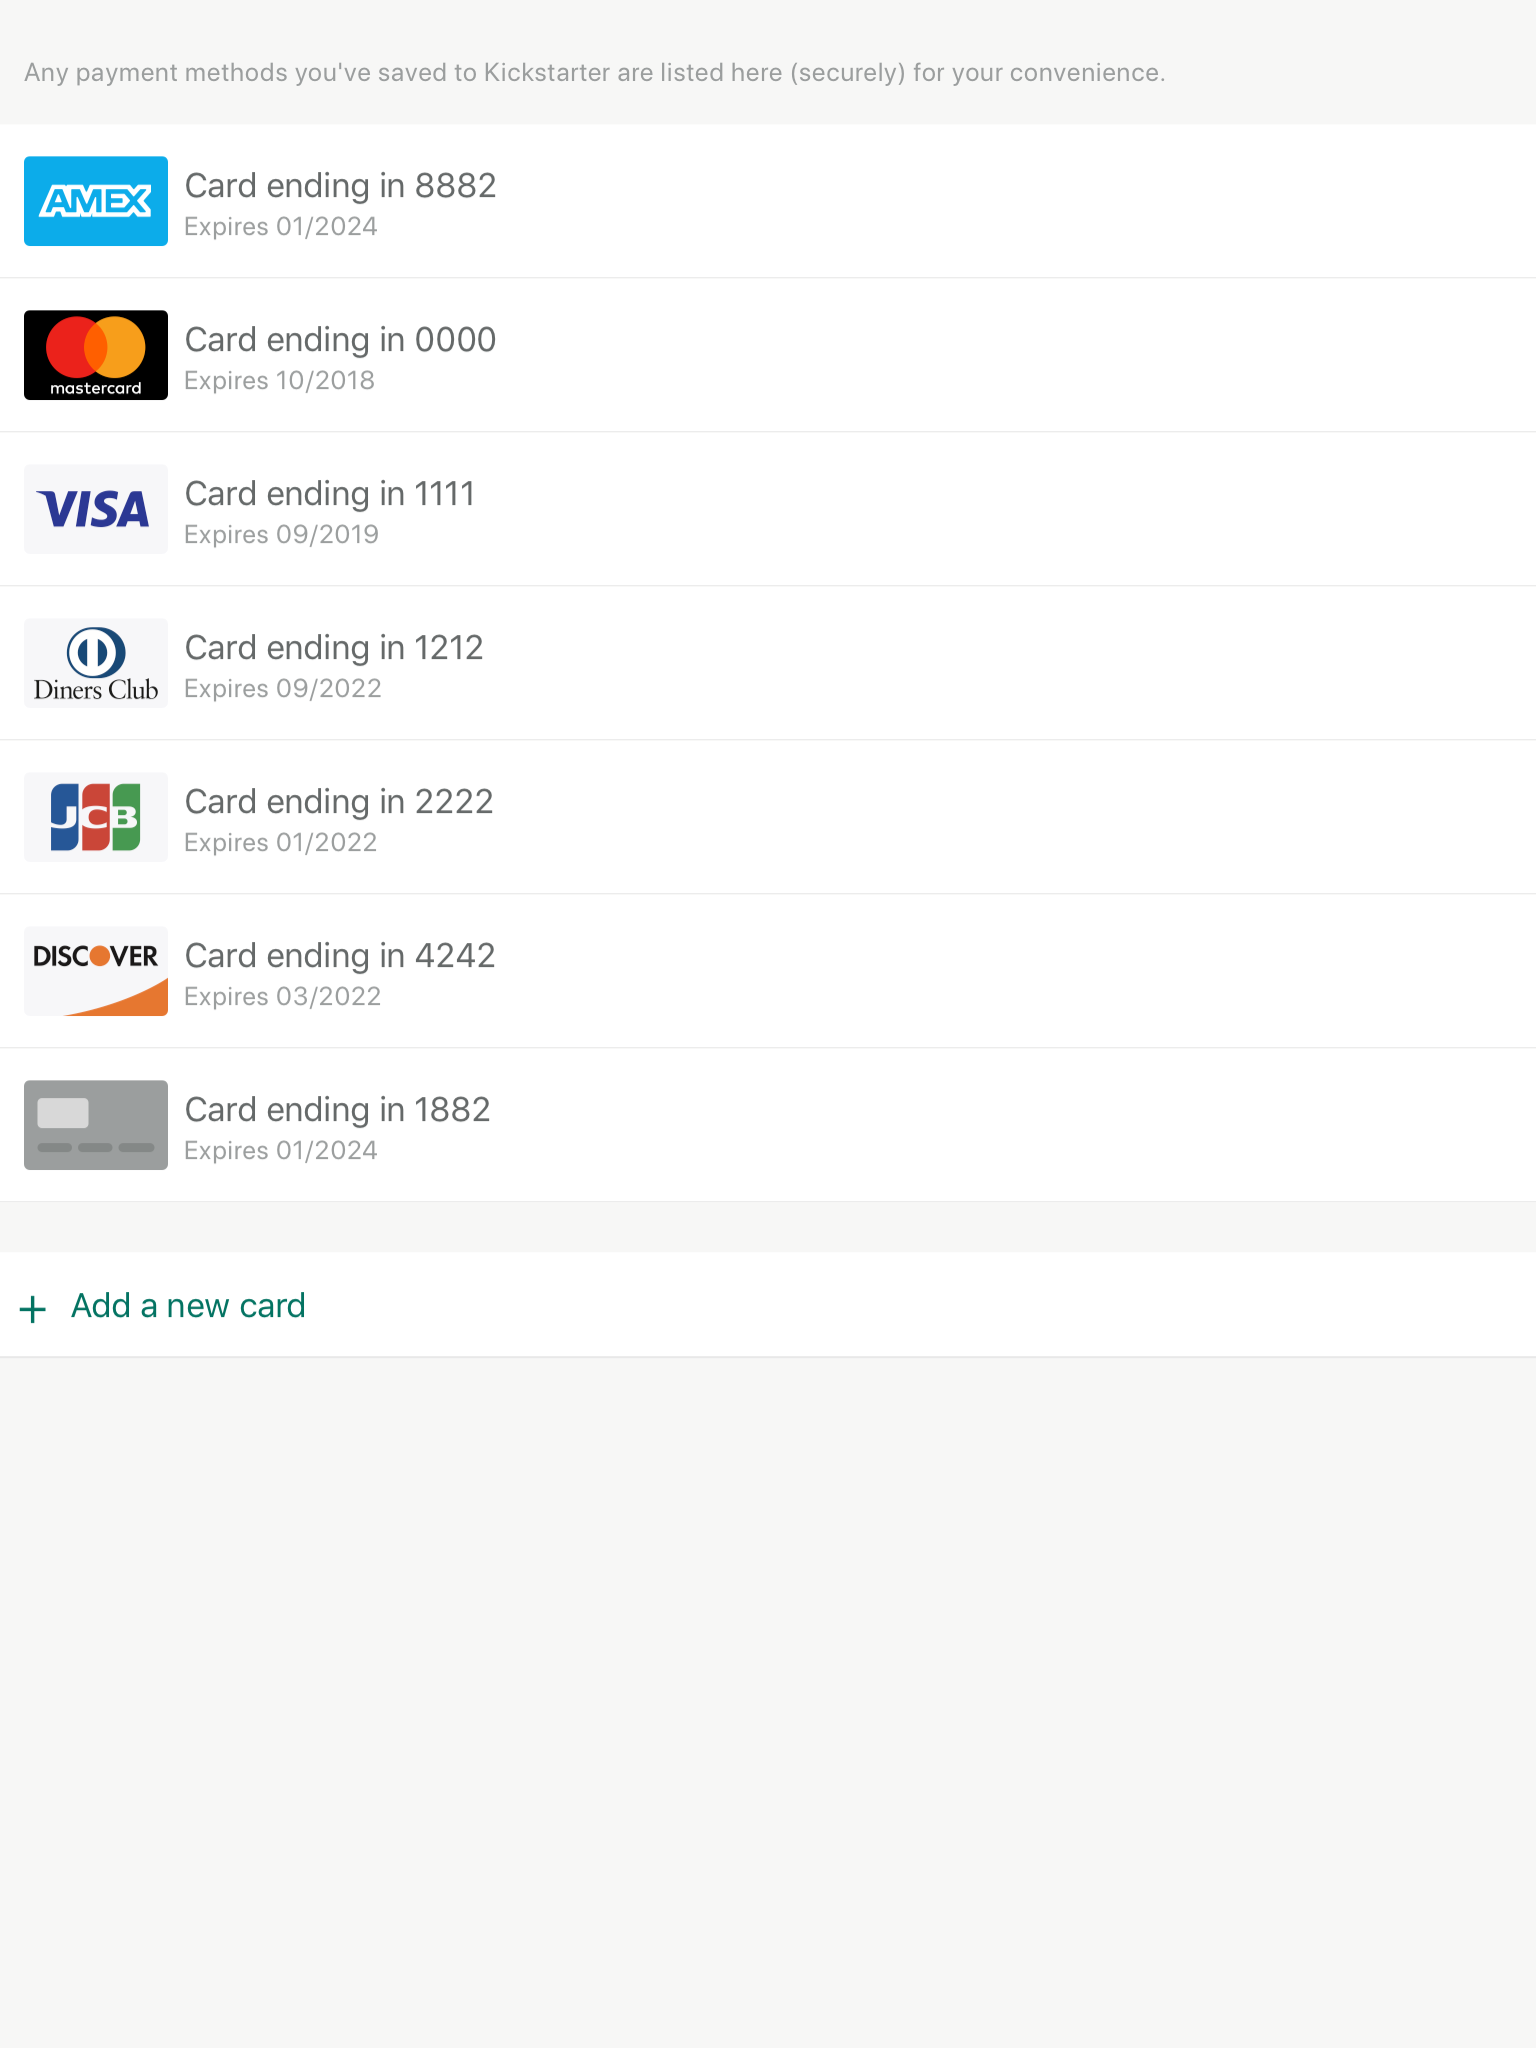 Any payment methods you've saved to Kickstarter are listed here (securely) for your convenience.
AMEX
Card ending in 8882
Expires 01/2024
mastercard
Card ending in 0000
Expires 10/2018
VISA
Card ending in 1111
Expires 09/2019
Diners Club
Card ending in 1212
Expires 09/2022
JCB
Card ending in 2222
Expires 01/2022
DISCOVER
Card ending in 4242
Expires 03/2022
Card ending in 1882
Expires 01/2024
+ Add a new card